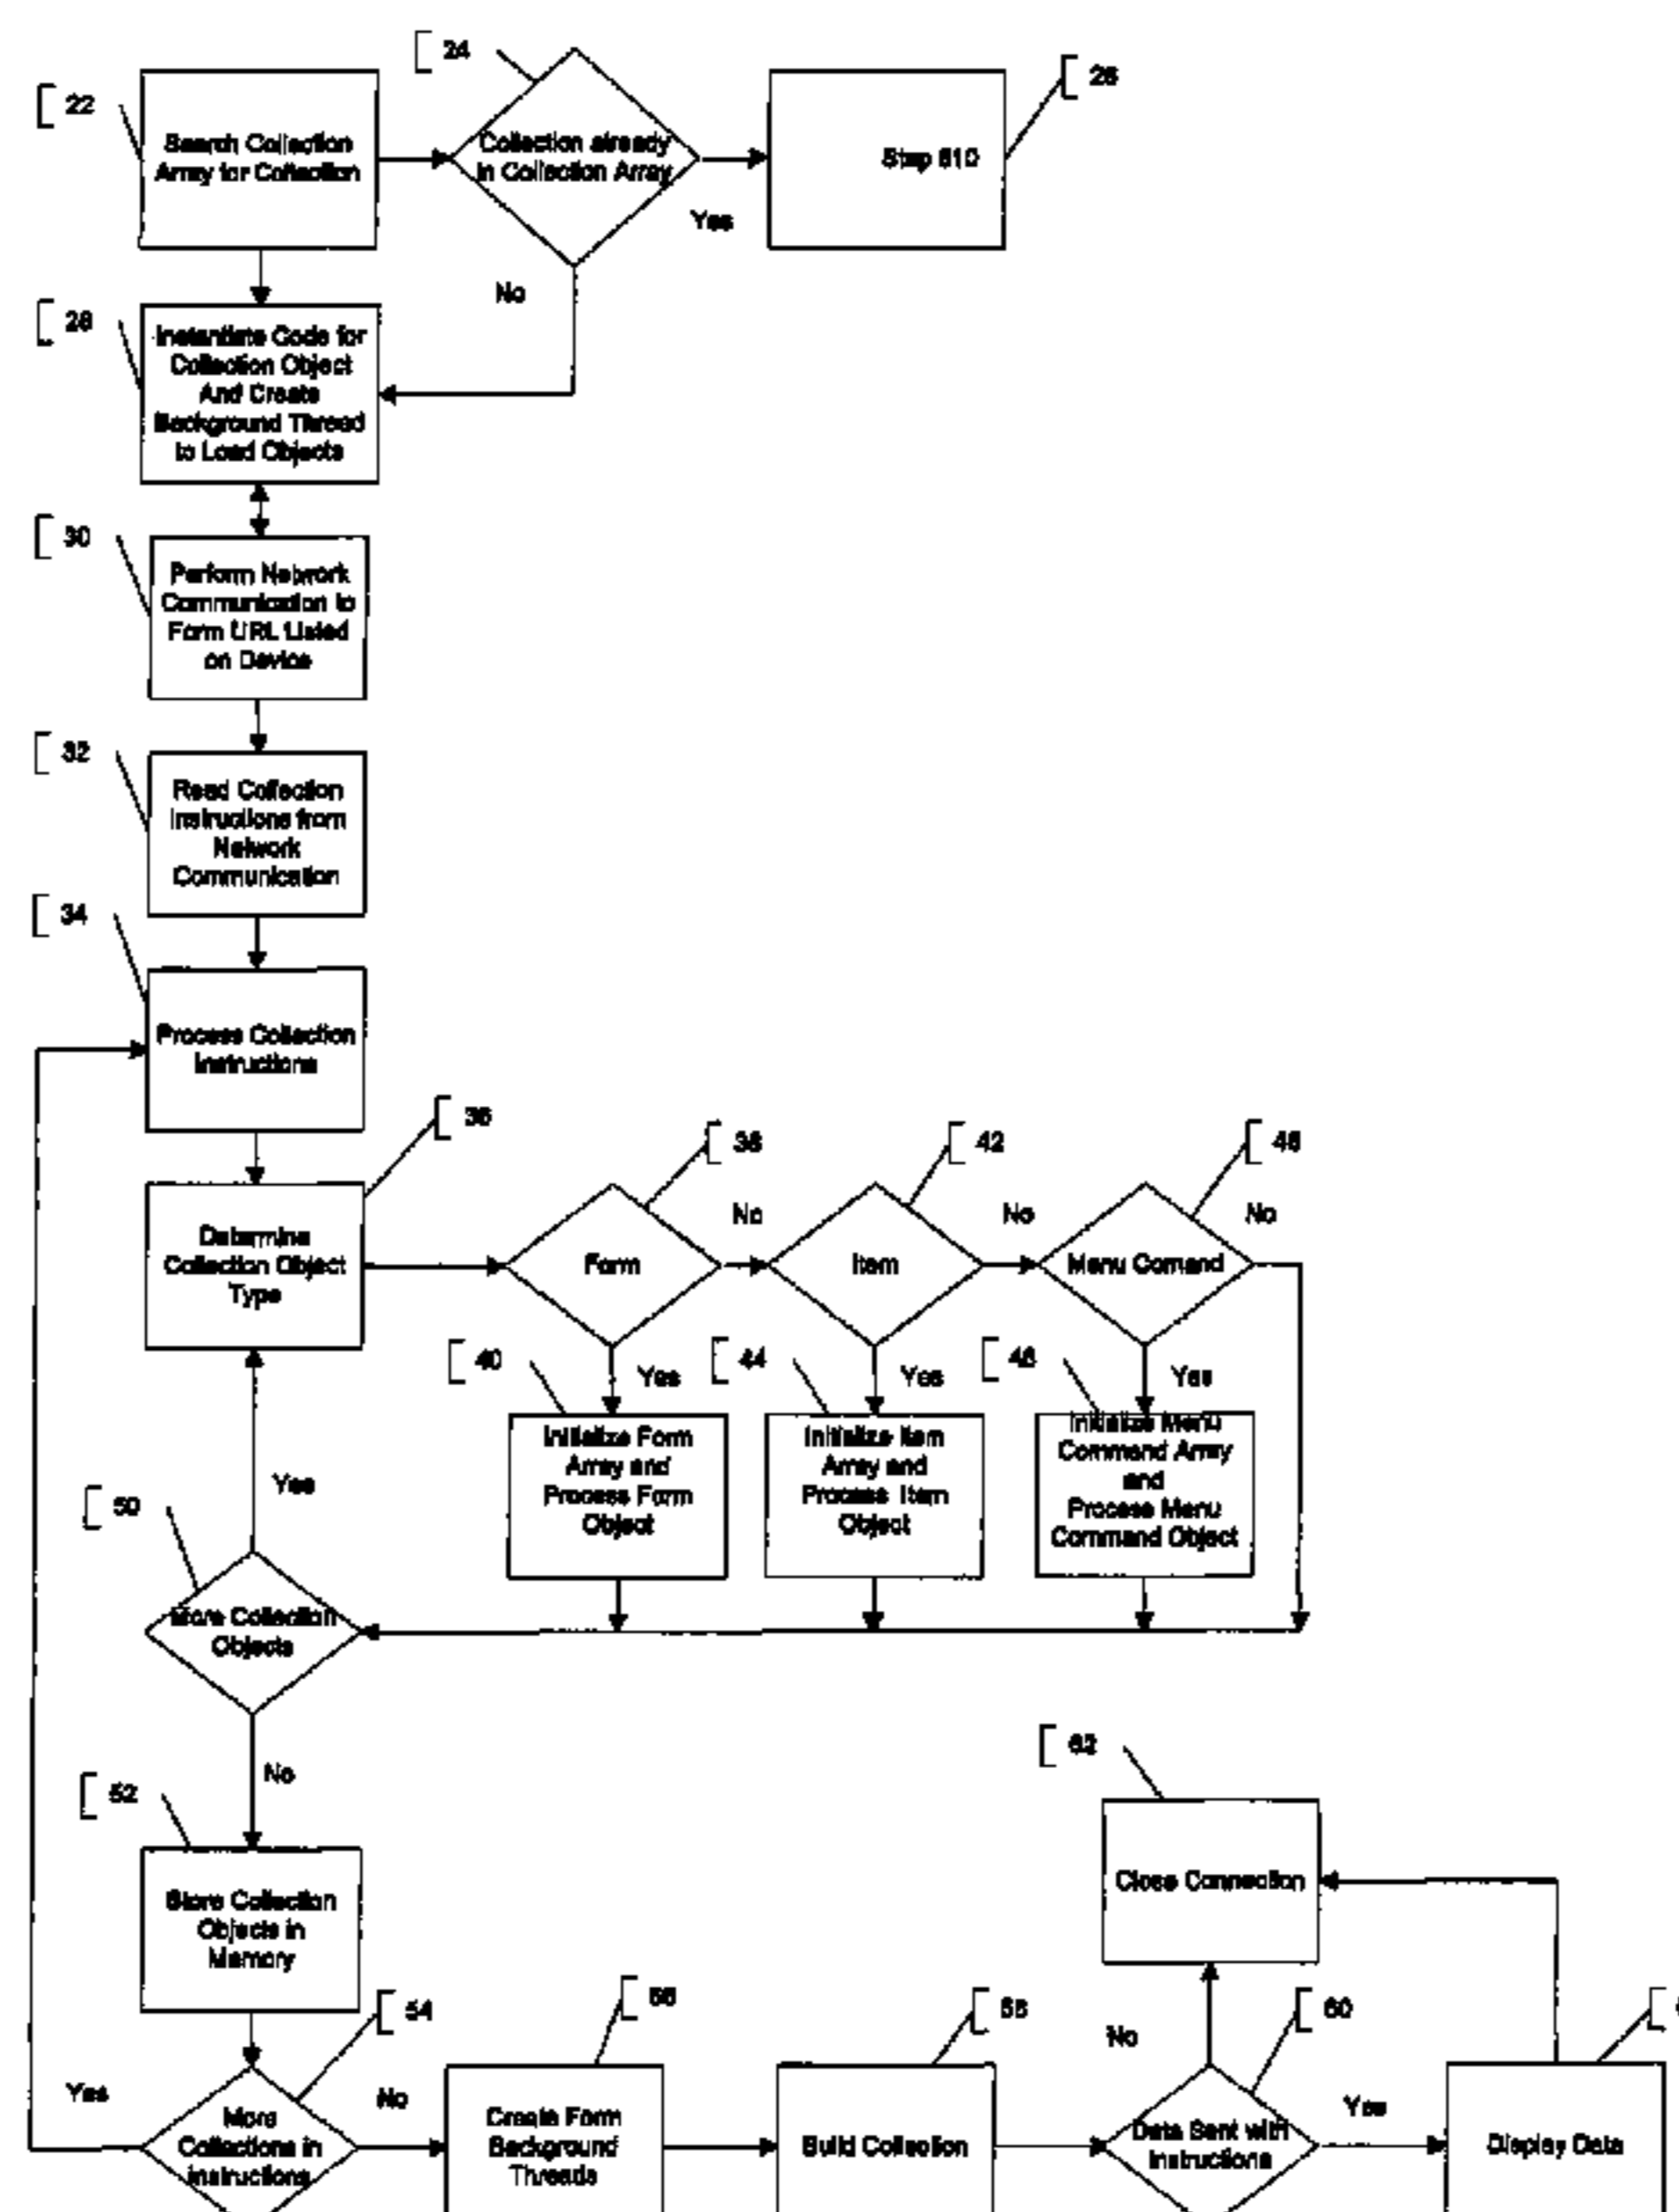 24
26
22
Search Collection
Array for Collection
Collection already
in Collection Array
Step 610
Yes
No
28
Instantiate Code for
Collection Object
And Create
Background Thread
to Load Objects
30
Perform Network
Communication to
Form URL Listed
on Device
32
Read Collection
Instructions from
Network
Communication
34
Process Collection
Instructions
36
38
42
46
Determine
Collection Object
Type
Form
No
Item
No
Menu Comand
No
40
Yes
44
Yes
48
Yes
Initialize Form
Array and
Process Form
Object
Initialize Item
Array and
Process Item
Object
Initialize Menu
Command Array
and
Process Menu
Command Object
50
Yes
More Collection
Objects
No
52
Store Collection
Objects in
Memory
62
Close Connection
54
56
58
60
Yes
More
Collections in
instructions
No
Create Form
Background
Threads
Build Collection
Data Sent with
Instructions
No
Yes
Display Data